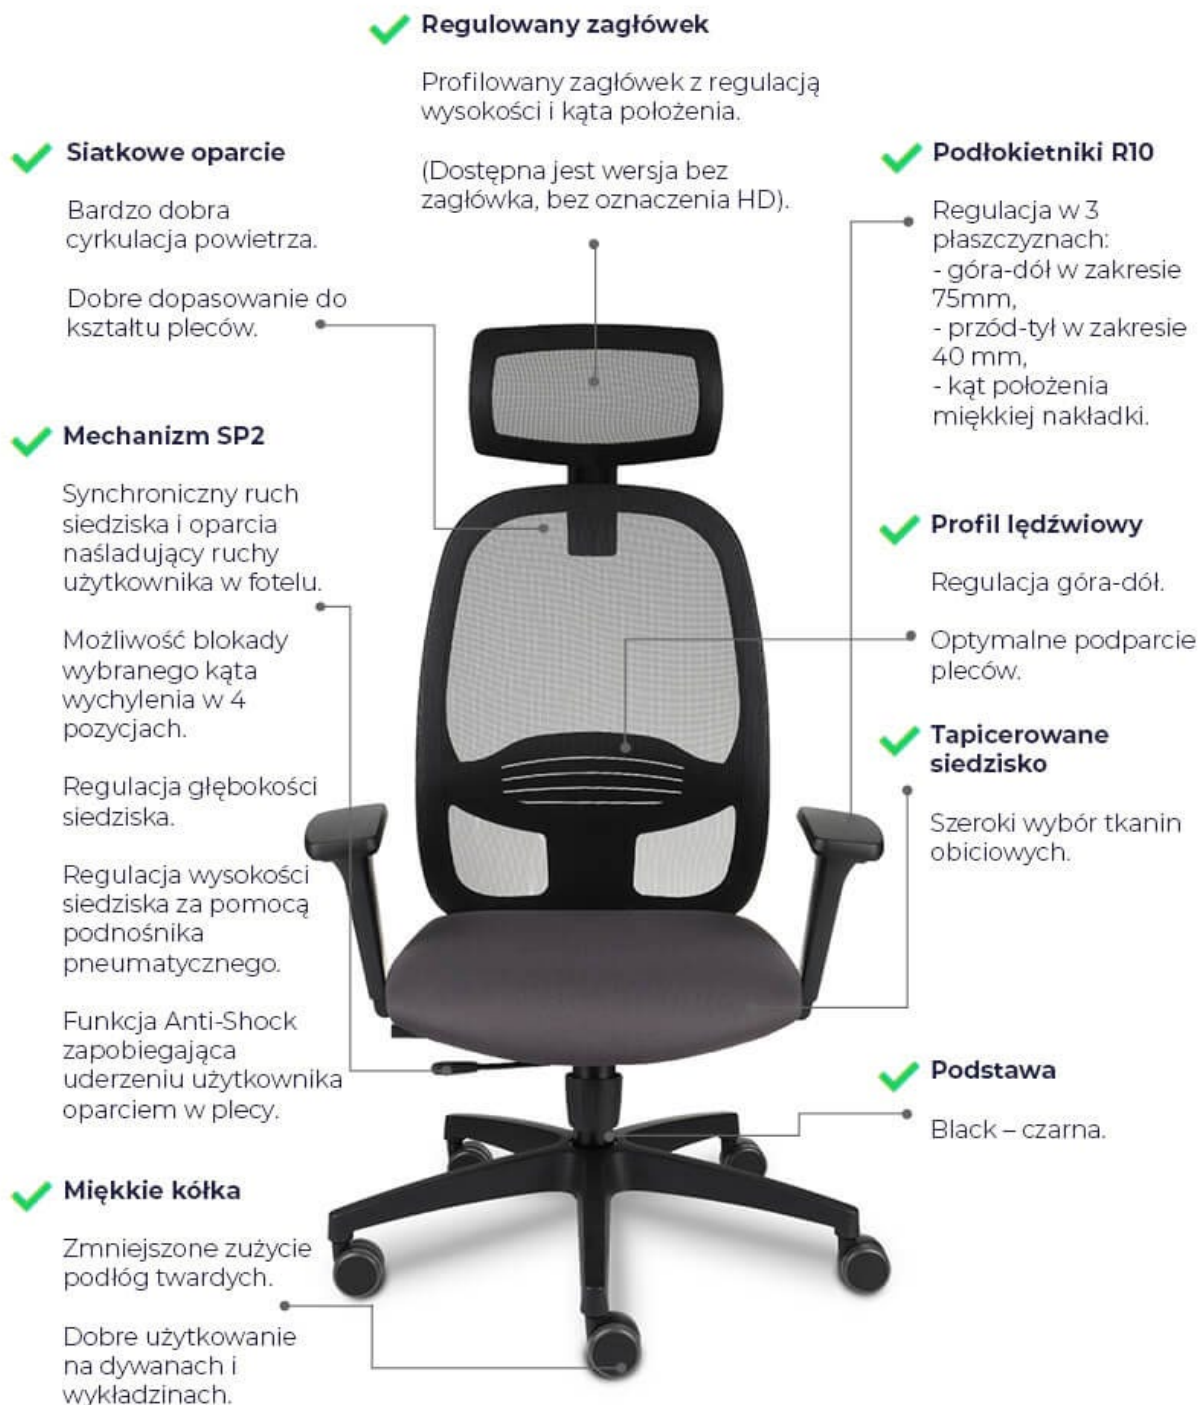 Regulowany zagłówek
Profilowany zagłówek z regulacją
wysokości i kąta położenia.
(Dostępna jest wersja bez
zagłówka, bez oznaczenia HD).
Siatkowe oparcie
Bardzo dobra
cyrkulacja powietrza.
Dobre dopasowanie do
kształtu pleców.
Mechanizm SP2
Synchroniczny ruch
siedziska i oparcia
naśladujący ruchy
użytkownika w fotelu.
Możliwość blokady
wybranego kąta
wychylenia w 4
pozycjach.
Regulacja głębokości
siedziska.
Regulacja wysokości
siedziska za pomocą
podnośnika
pneumatycznego.
Funkcja Anti-Shock
zapobiegająca
uderzeniu użytkownika
oparciem w plecy.
Miękkie kółka
Zmniejszone zużycie
podłóg twardych.
Dobre użytkowanie
na dywanach i
wykładzinach.
Podłokietniki R10
Regulacja w 3
płaszczyznach:
- góra-dół w zakresie
75mm,
- przód-tył w zakresie
40 mm,
- kąt położenia
miękkiej nakładki.
Profil lędźwiowy
Regulacja góra-dół.
Optymalne podparcie
pleców.
Tapicerowane
siedzisko
Szeroki wybór tkanin
obiciowych.
Podstawa
Black – czarna.